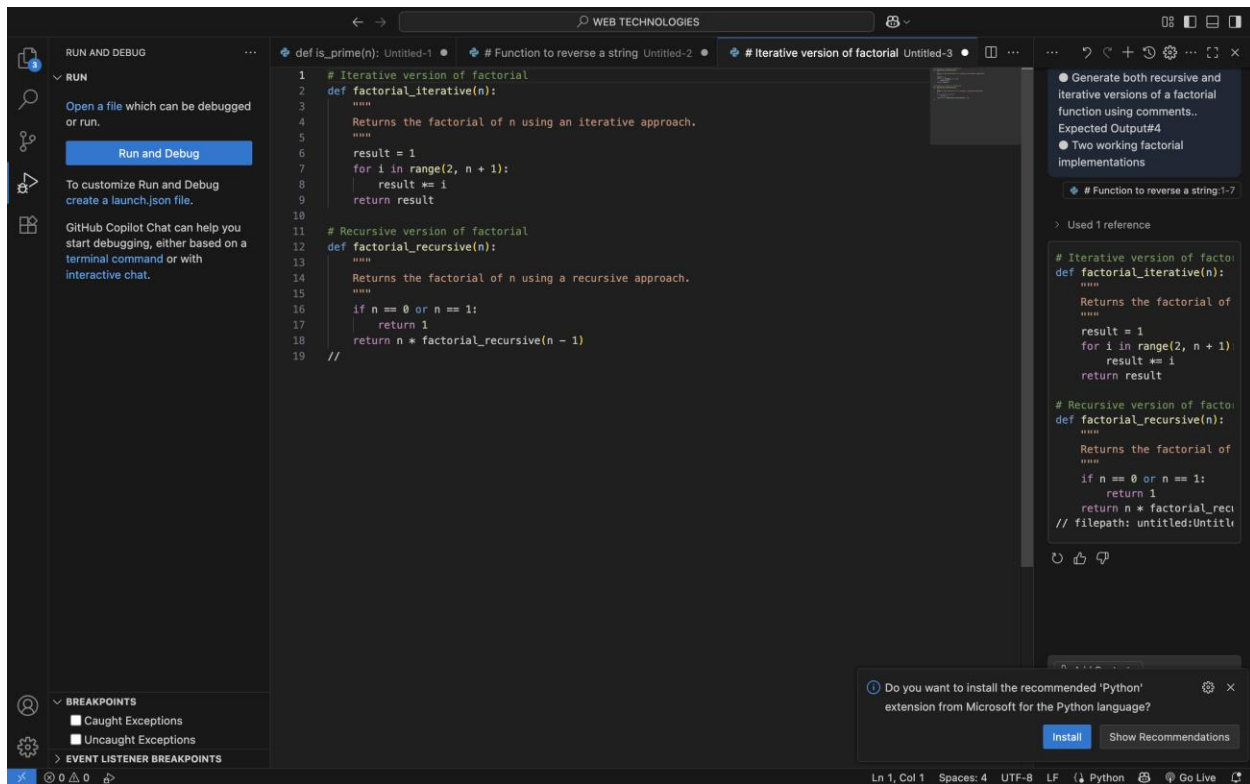 WEB TECHNOLOGIES
3
RUN AND DEBUG
RUN
Open a file which can be debugged
or run.
Run and Debug
To customize Run and Debug
create a launch.json file.
GitHub Copilot Chat can help you
start debugging, either based on a
terminal command or with
interactive chat.
BREAKPOINTS
Caught Exceptions
Uncaught Exceptions
EVENT LISTENER BREAKPOINTS
def is_prime(n): Untitled-1
# Function to reverse a string Untitled-2
# Iterative version of factorial Untitled-3
1 # Iterative version of factorial
2 def factorial_iterative(n):
3 """
4 Returns the factorial of n using an iterative approach.
5 """
6 result = 1
7 for i in range(2, n + 1):
8 result *= i
9 return result
10
11 # Recursive version of factorial
12 def factorial_recursive(n):
13 """
14 Returns the factorial of n using a recursive approach.
15 """
16 if n == 0 or n == 1:
17 return 1
18 return n * factorial_recursive(n - 1)
19 //
● Generate both recursive and
iterative versions of a factorial
function using comments..
Expected Output#4
● Two working factorial
implementations
# Function to reverse a string:1-7
Used 1 reference
# Iterative version of factor
def factorial_iterative(n):
"""
Returns the factorial of
"""
result = 1
for i in range(2, n + 1)
result *= i
return result
# Recursive version of factor
def factorial_recursive(n):
"""
Returns the factorial of
"""
if n == 0 or n == 1:
return 1
return n * factorial_recu
// filepath: untitled:Untitle
Do you want to install the recommended 'Python'
extension from Microsoft for the Python language?
Install
Show Recommendations
0 0
Ln 1, Col 1 Spaces: 4 UTF-8 LF Python Go Live